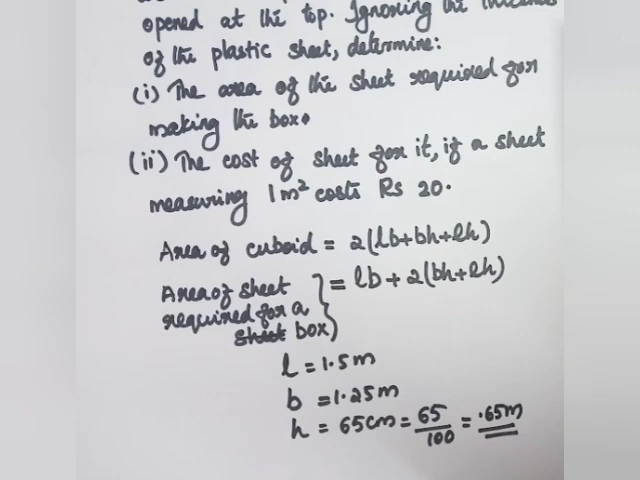 opened at the top. Ignoring the
of the plastic sheet, determine:
(i) The area of the sheet required for
making the box.
(ii) The cost of sheet for it, if a sheet
measuring 1m² costs Rs 20.
Area of cuboid = 2(lb+bh+lh)
Area of sheet
required for a
box} = lb+2(bh+lh)
l = 1.5m
b = 1.25m
h = 65cm = 65/100 = .65m